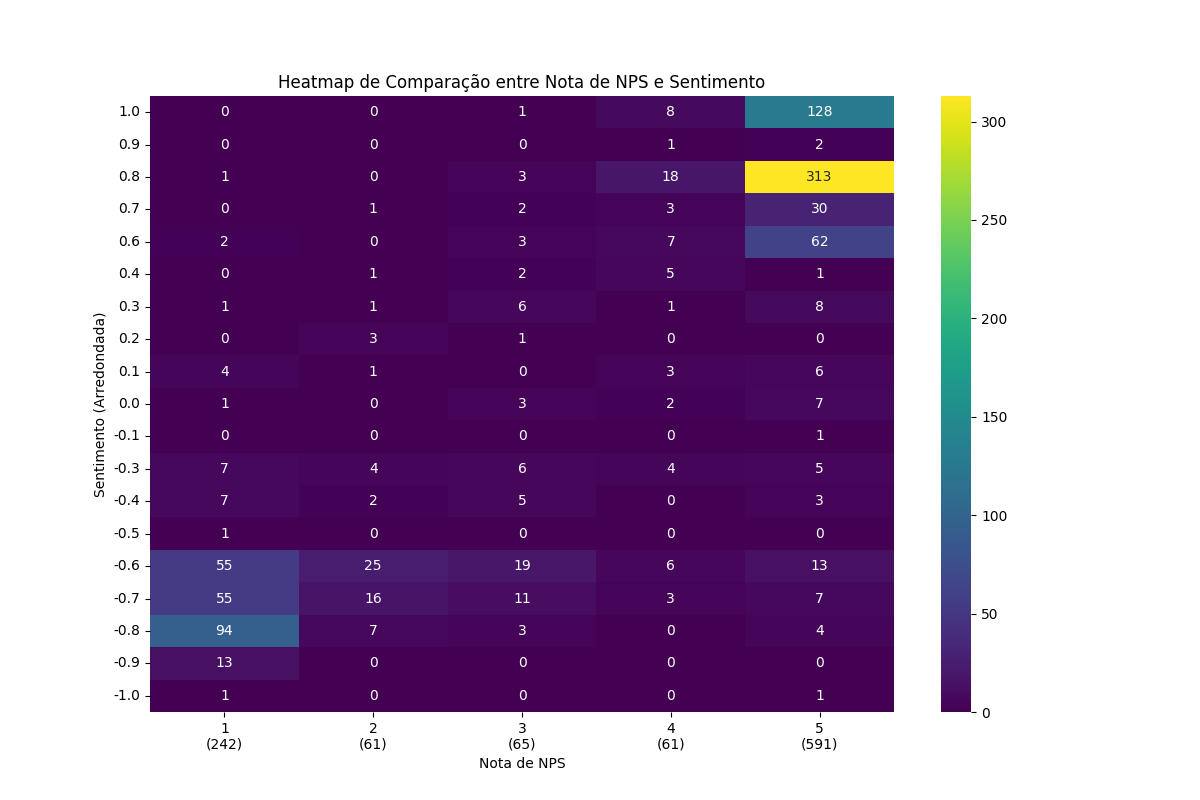 Heatmap de Comparação entre Nota de NPS e Sentimento
Sentimento (Arredondada)
1.0 0 0 1 8 128
0.9 0 0 0 1 2
0.8 1 0 3 18 313
0.7 0 1 2 3 30
0.6 2 0 3 7 62
0.4 0 1 2 5 1
0.3 1 1 6 1 8
0.2 0 3 1 0 0
0.1 4 1 0 3 6
0.0 1 0 3 2 7
-0.1 0 0 0 0 1
-0.3 7 4 6 4 5
-0.4 7 2 5 0 3
-0.5 1 0 0 0 0
-0.6 55 25 19 6 13
-0.7 55 16 11 3 7
-0.8 94 7 3 0 4
-0.9 13 0 0 0 0
-1.0 1 0 0 0 1
1 2 3 4 5
(242) (61) (65) (61) (591)
Nota de NPS
300
250
200
150
100
50
0